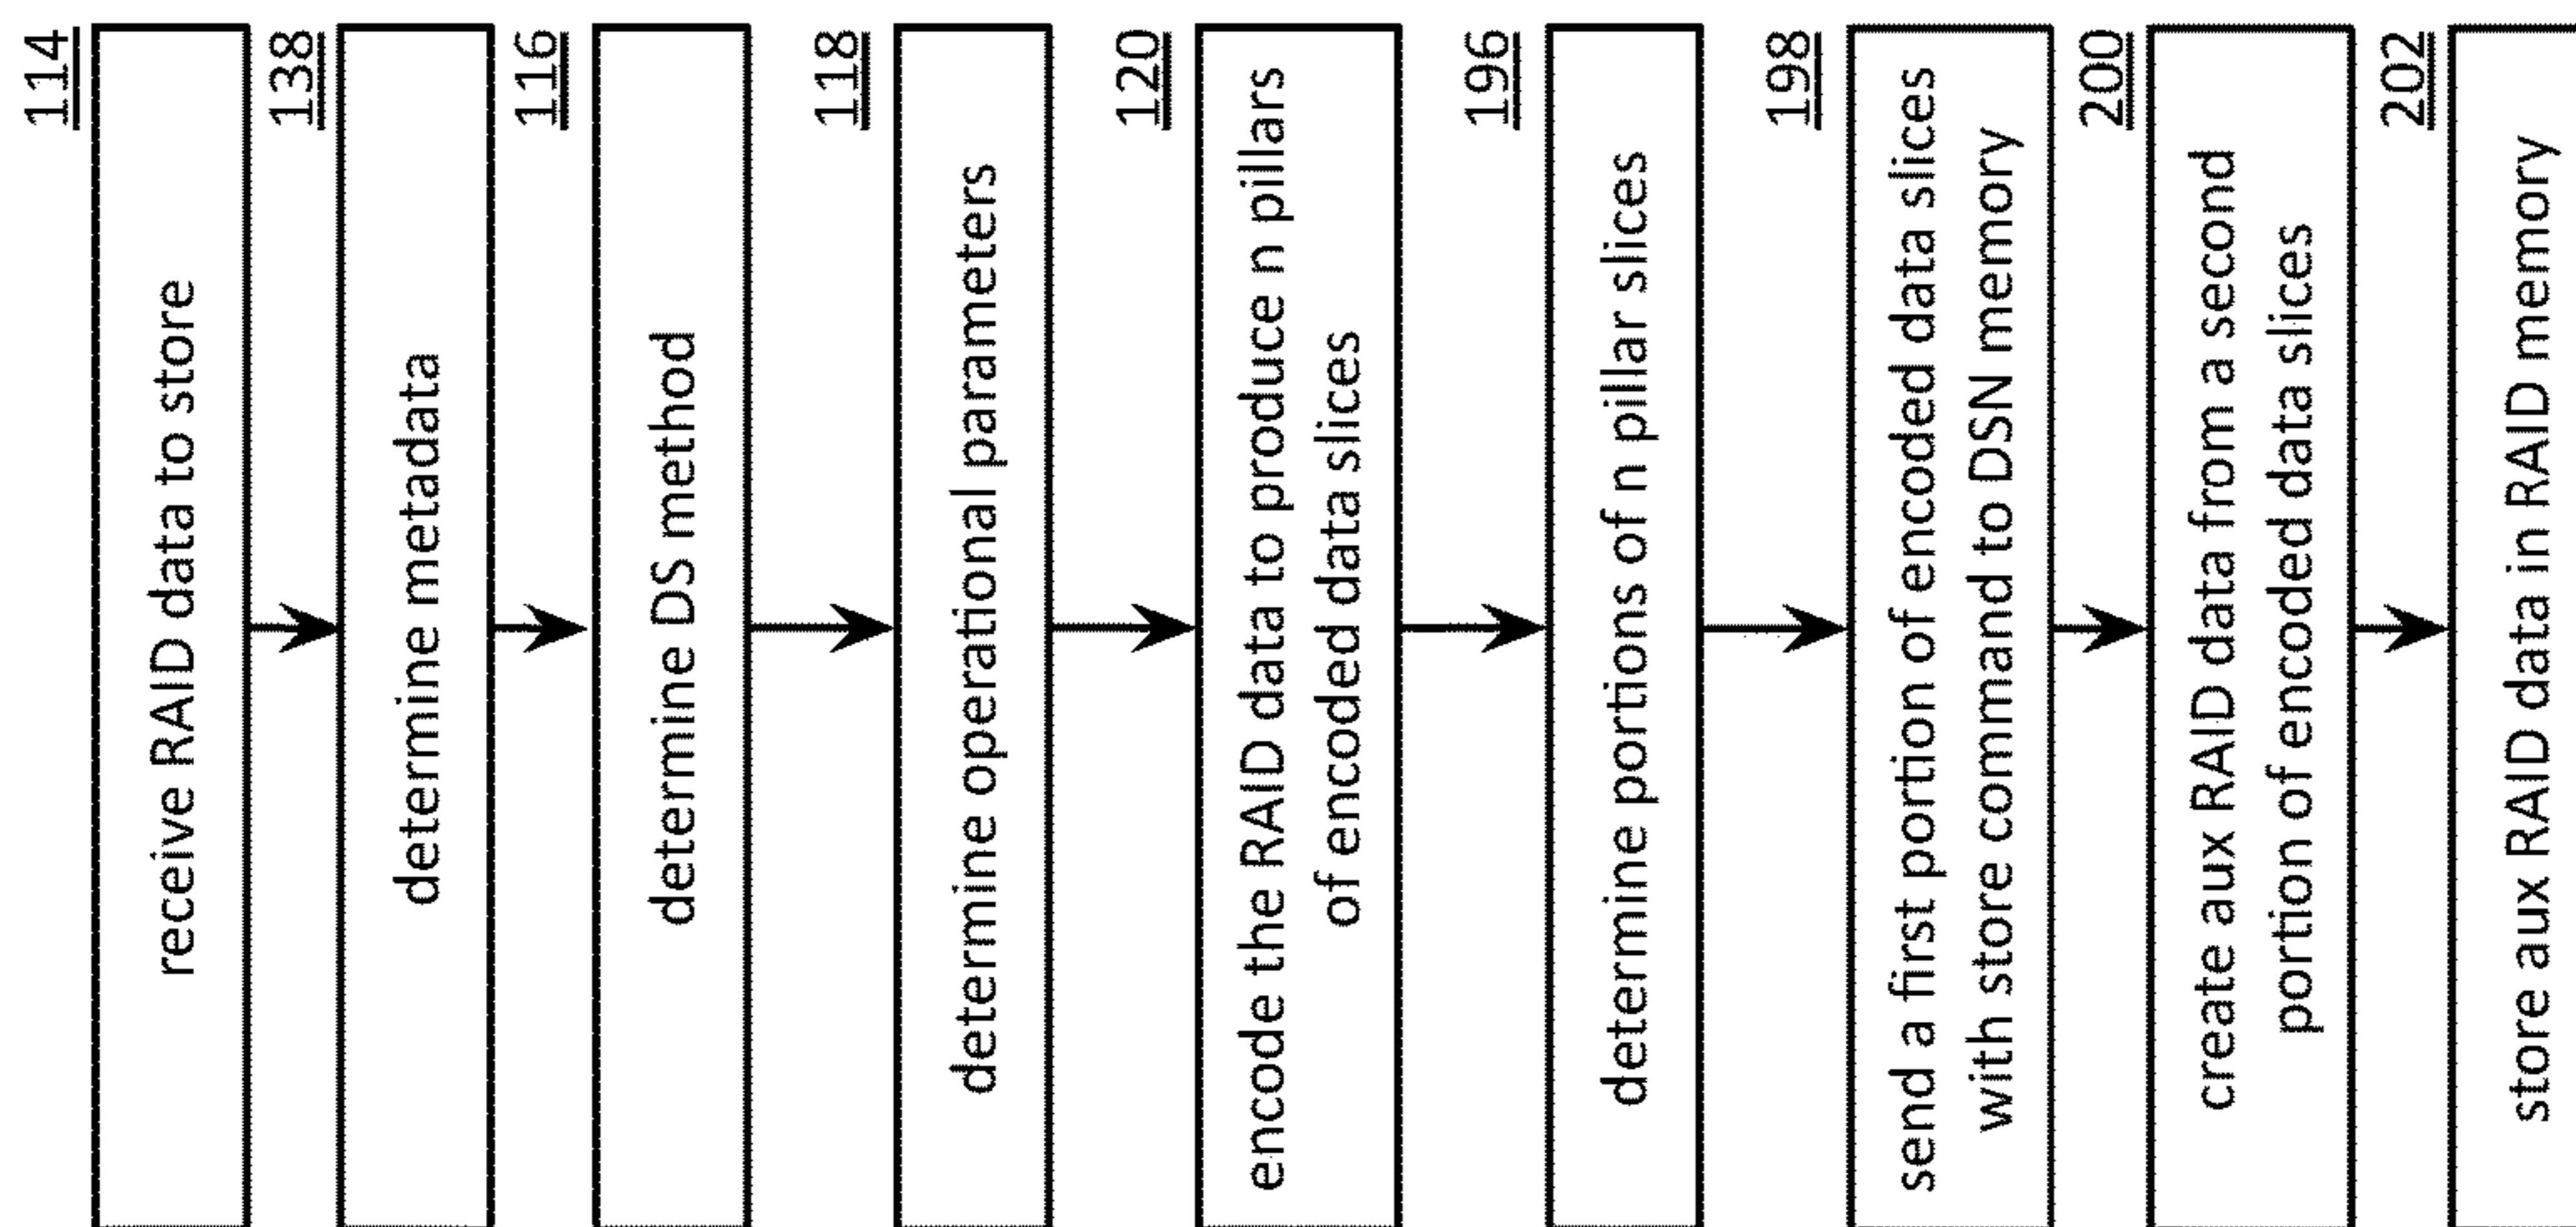 114
receive RAID data to store
138
determine metadata
116
determine DS method
118
determine operational parameters
120
encode the RAID data to produce n pillars
of encoded data slices
196
determine portions of n pillar slices
198
send a first portion of encoded data slices
with store command to DSN memory
200
create aux RAID data from a second
portion of encoded data slices
202
store aux RAID data in RAID memory